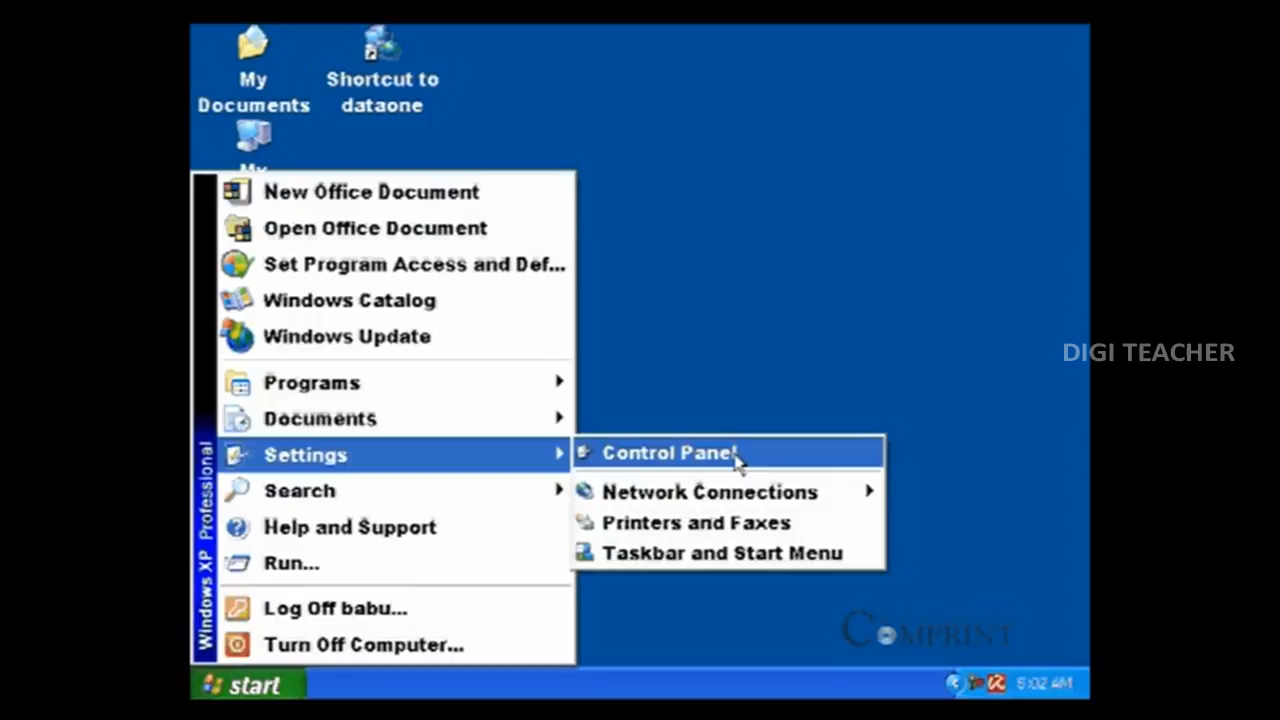 My
Documents
Shortcut to
dataone
My
New Office Document
Open Office Document
Set Program Access and Def...
Windows Catalog
Windows Update
Programs
Documents
Settings
Search
Help and Support
Run...
Log Off babu...
Turn Off Computer...
Windows XP Professional
Control Panel
Network Connections
Printers and Faxes
Taskbar and Start Menu
DIGI TEACHER
COMPRINT
start
AM